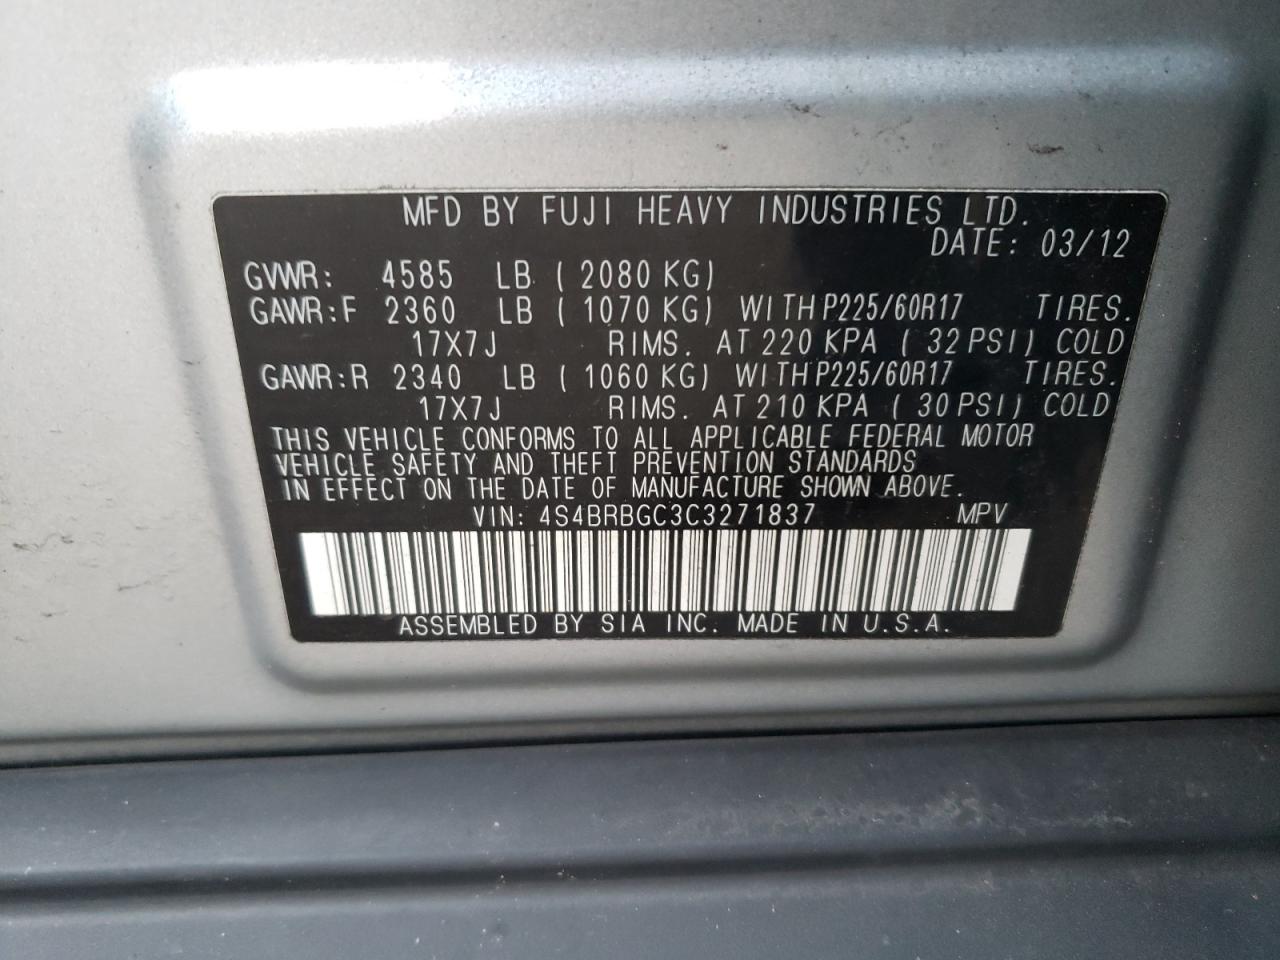 MFD BY FUJI HEAVY INDUSTRIES LTD.
DATE: 03/12
GVWR: 4585 LB (2080 KG)
GAWR:F 2360 LB (1070 KG) WITH P225/60R17 TIRES.
17X7J RIMS. AT 220 KPA (32 PSI) COLD
GAWR:R 2340 LB (1060 KG) WITH P225/60R17 TIRES.
17X7J RIMS. AT 210 KPA (30 PSI) COLD
THIS VEHICLE CONFORMS TO ALL APPLICABLE FEDERAL MOTOR
VEHICLE SAFETY AND THEFT PREVENTION STANDARDS
IN EFFECT ON THE DATE OF MANUFACTURE SHOWN ABOVE.
VIN: 4S4BRBGC3C3271837 MPV
ASSEMBLED BY SIA INC. MADE IN U.S.A.